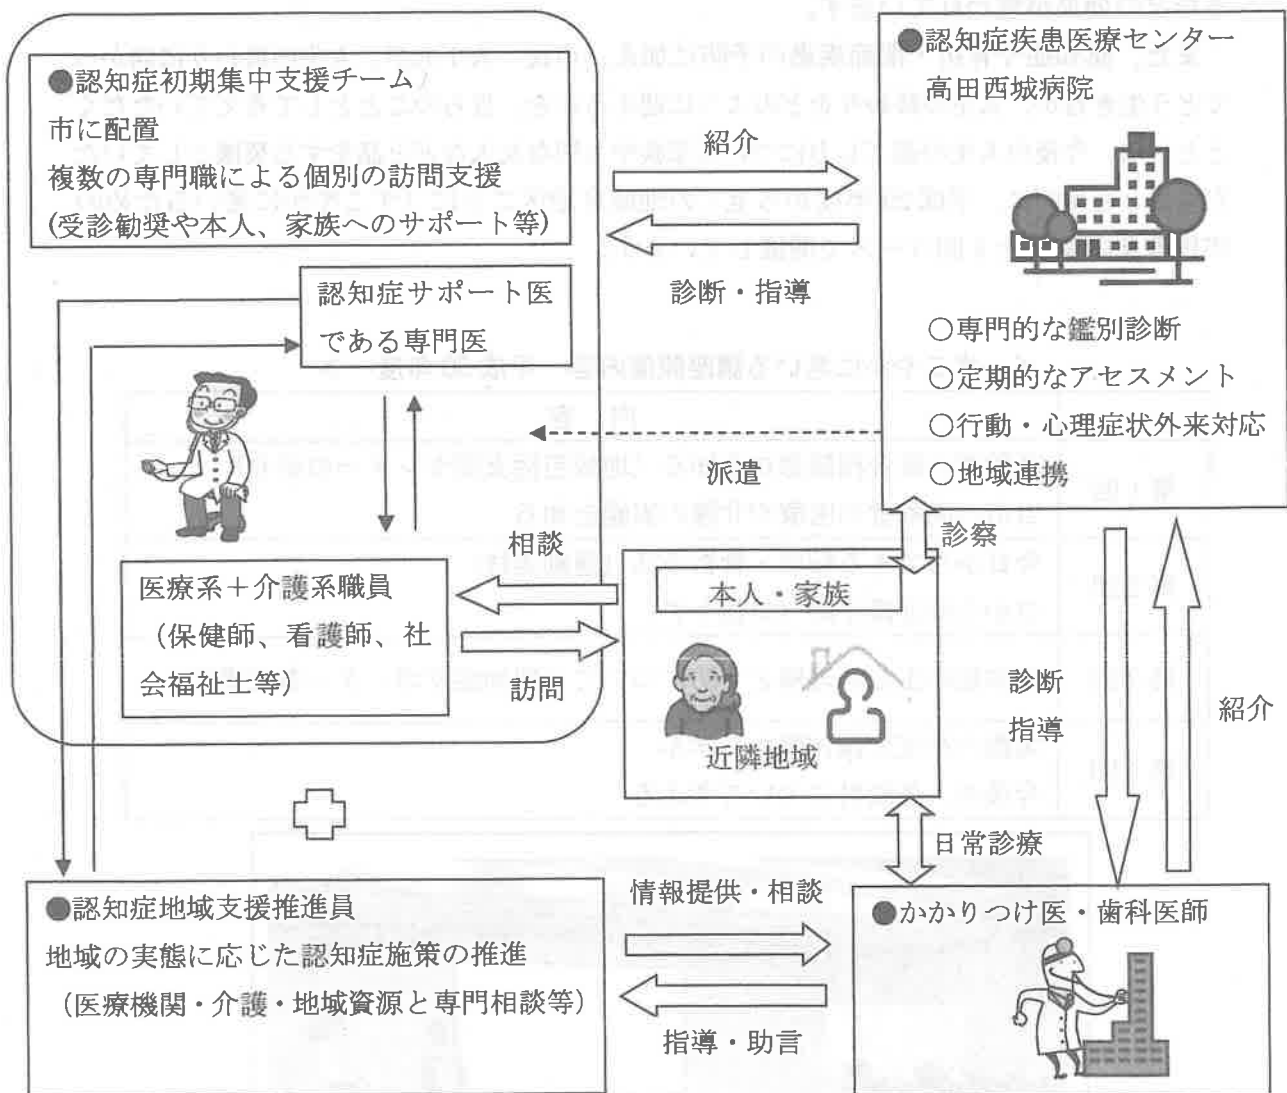 ●認知症初期集中支援チーム
市に配置
複数の専門職による個別の訪問支援
(受診勧奨や本人、家族へのサポート等)
認知症サポート医
である専門医
医療系＋介護系職員
（保健師、看護師、社
会福祉士等）
紹介
診断・指導
派遣
相談
訪問
●認知症疾患医療センター
高田西城病院
○専門的な鑑別診断
○定期的なアセスメント
○行動・心理症状外来対応
○地域連携
診察
本人・家族
近隣地域
診断
指導
紹介
日常診療
●認知症地域支援推進員
地域の実態に応じた認知症施策の推進
（医療機関・介護・地域資源と専門相談等）
情報提供・相談
指導・助言
●かかりつけ医・歯科医師